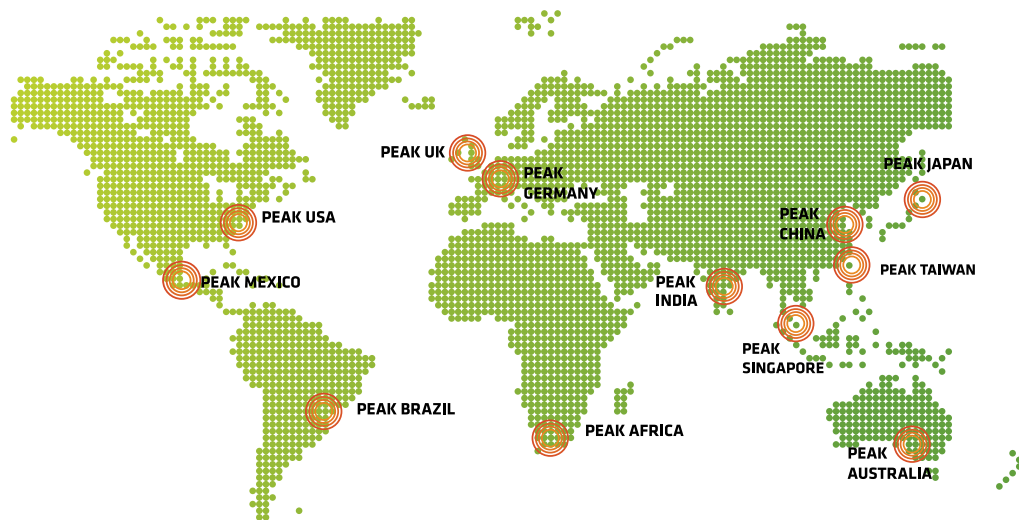 PEAK UK
PEAK
GERMANY
PEAK JAPAN
PEAK USA
PEAK
CHINA
PEAK MEXICO
PEAK
INDIA
PEAK TAIWAN
PEAK
SINGAPORE
PEAK BRAZIL
PEAK AFRICA
PEAK
AUSTRALIA